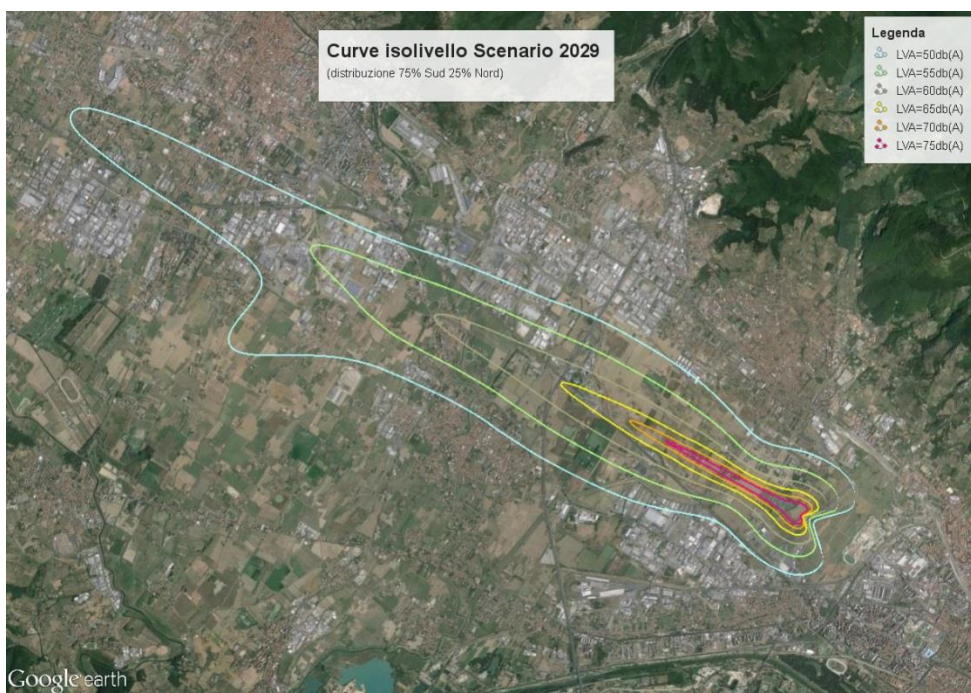 Curve isolivello Scenario 2029
(distribuzione 75% Sud 25% Nord)
Legenda
LVA=50db(A)
LVA=55db(A)
LVA=60db(A)
LVA=65db(A)
LVA=70db(A)
LVA=75db(A)
Google earth